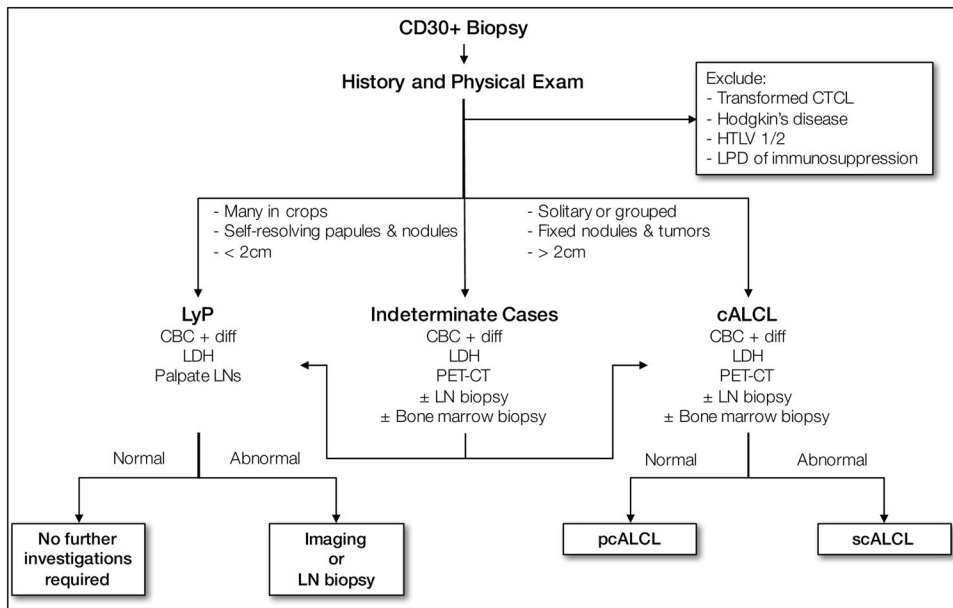 CD30+ Biopsy
History and Physical Exam
Exclude:
- Transformed CTCL
- Hodgkin's disease
- HTLV 1/2
- LPD of immunosuppression
- Many in crops
- Self-resolving papules & nodules
- < 2cm
- Solitary or grouped
- Fixed nodules & tumors
- > 2cm
LyP
CBC + diff
LDH
Palpate LNs
Indeterminate Cases
CBC + diff
LDH
PET-CT
± LN biopsy
± Bone marrow biopsy
cALCL
CBC + diff
LDH
PET-CT
± LN biopsy
± Bone marrow biopsy
Normal
Abnormal
Normal
Abnormal
No further
investigations
required
Imaging
or
LN biopsy
pcALCL
scALCL